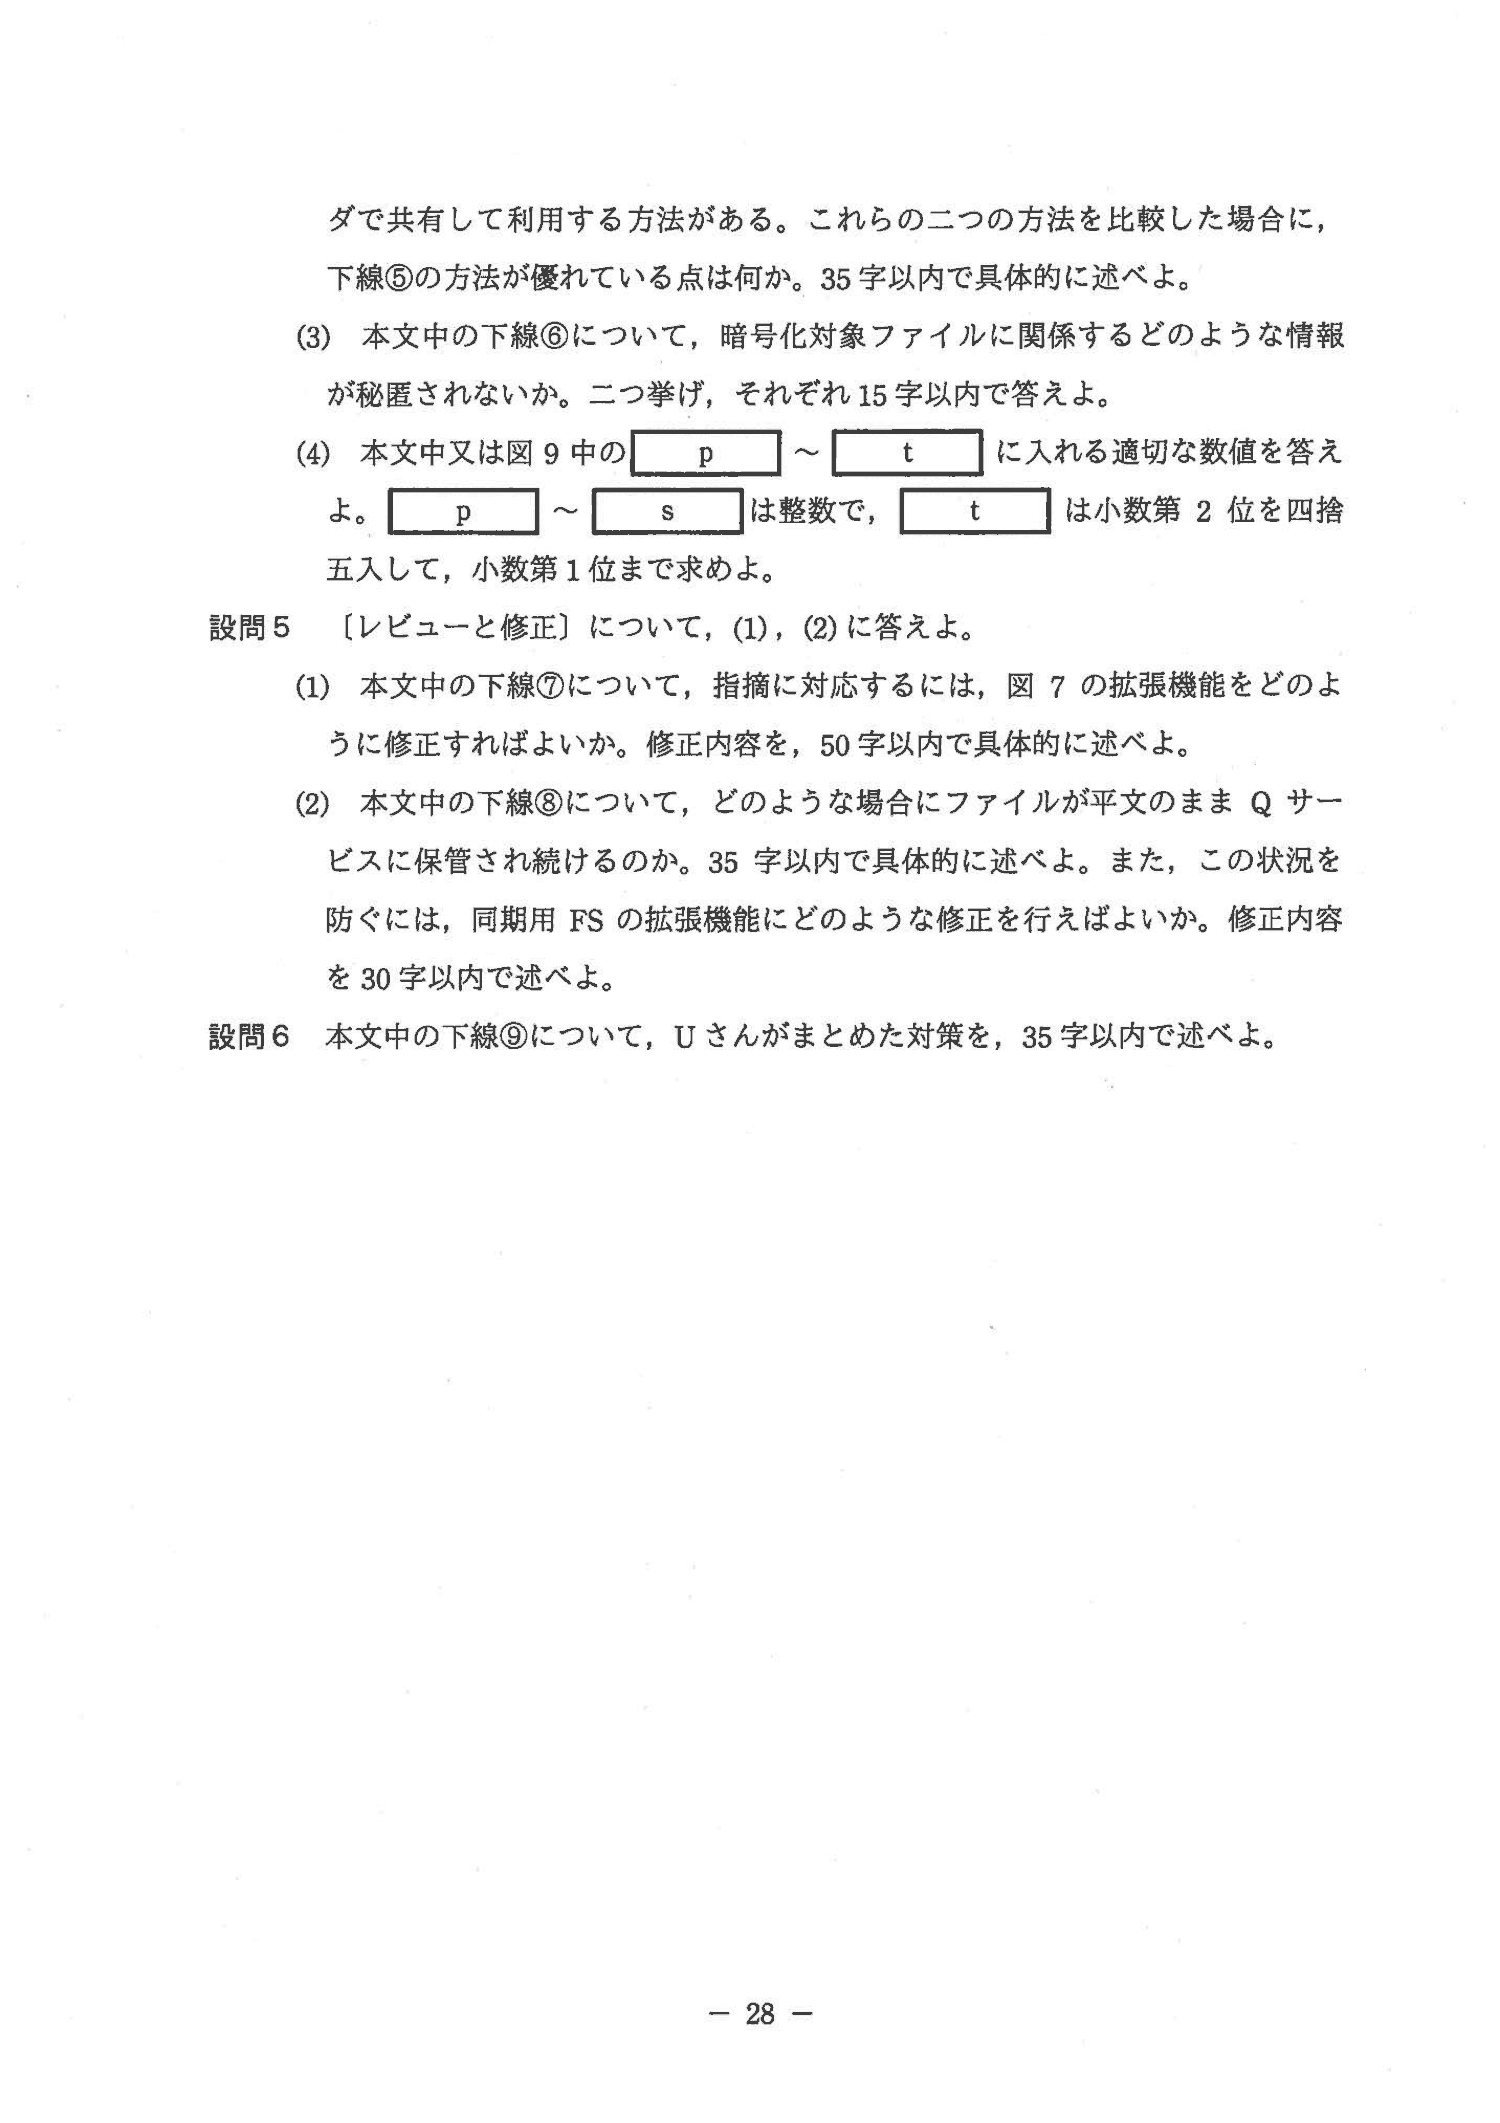 ダで共有して利用する方法がある。これらの二つの方法を比較した場合に，
下線⑤の方法が優れている点は何か。35 字以内で具体的に述べよ。
(3)　本文中の下線⑥について，暗号化対象ファイルに関係するどのような情報
が秘匿されないか。二つ挙げ，それぞれ 15 字以内で答えよ。
(4)　本文中又は図 9 中の p ～ t に入れる適切な数値を答え
よ。 p ～ s は整数で， t は小数第 2 位を四捨
五入して，小数第 1 位まで求めよ。
設問５　〔レビューと修正〕について，(1)，(2) に答えよ。
(1)　本文中の下線⑦について，指摘に対応するには，図 7 の拡張機能をどのよ
うに修正すればよいか。修正内容を，50 字以内で具体的に述べよ。
(2)　本文中の下線⑧について，どのような場合にファイルが平文のまま Q サー
ビスに保管され続けるのか。35 字以内で具体的に述べよ。また，この状況を
防ぐには，同期用 FS の拡張機能にどのような修正を行えばよいか。修正内容
を 30 字以内で述べよ。
設問６　本文中の下線⑨について，U さんがまとめた対策を，35 字以内で述べよ。
－ 28 －